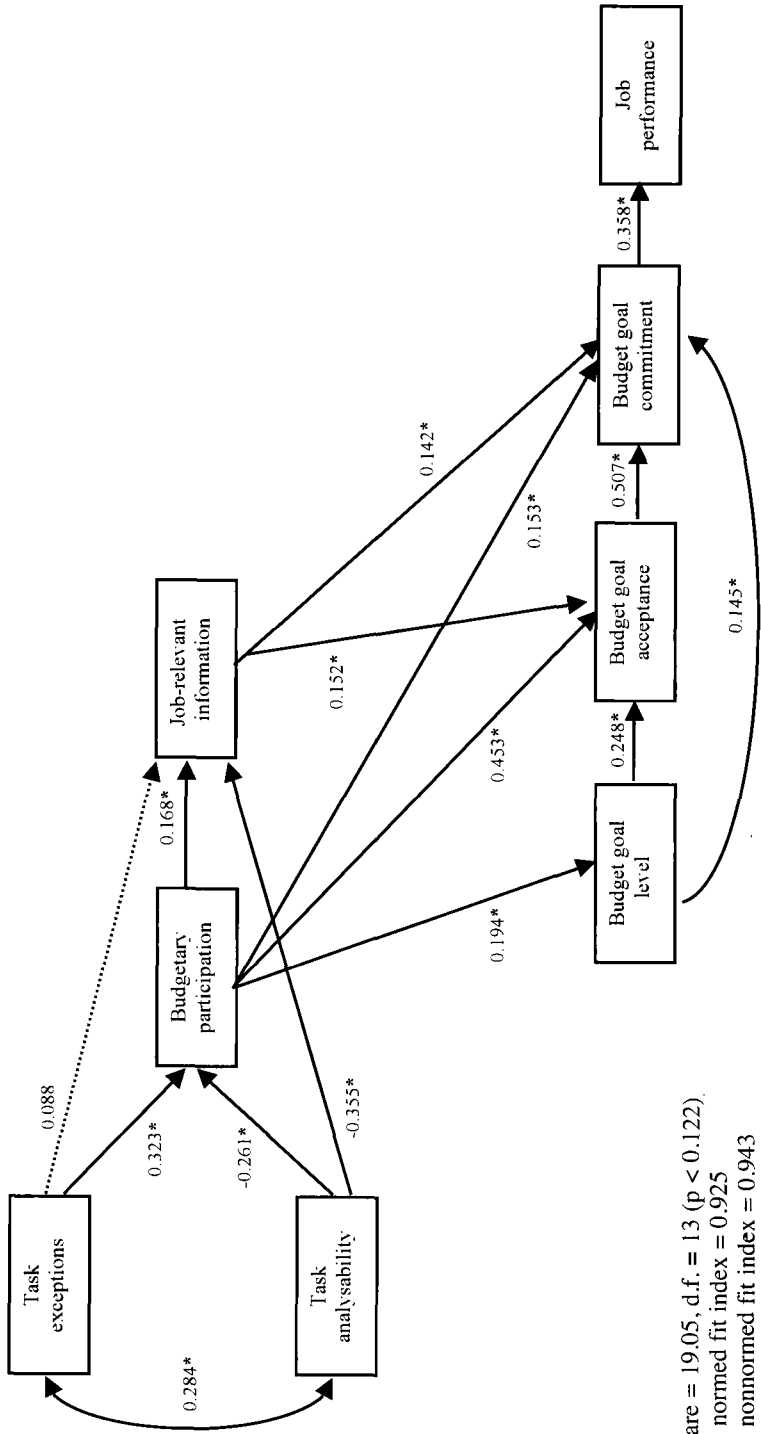 Task
exceptions
0.284*
Task
analysability
0.088
0.323*
-0.261*
-0.355*
Budgetary
participation
0.168*
Job-relevant
information
0.142*
0.153*
0.152*
0.453*
0.194*
Budget goal
level
0.248*
Budget goal
acceptance
0.507*
Budget goal
commitment
0.358*
Job
performance
0.145*
are = 19.05, d.f. = 13 (p < 0.122)
normed fit index = 0.925
nonnormed fit index = 0.943